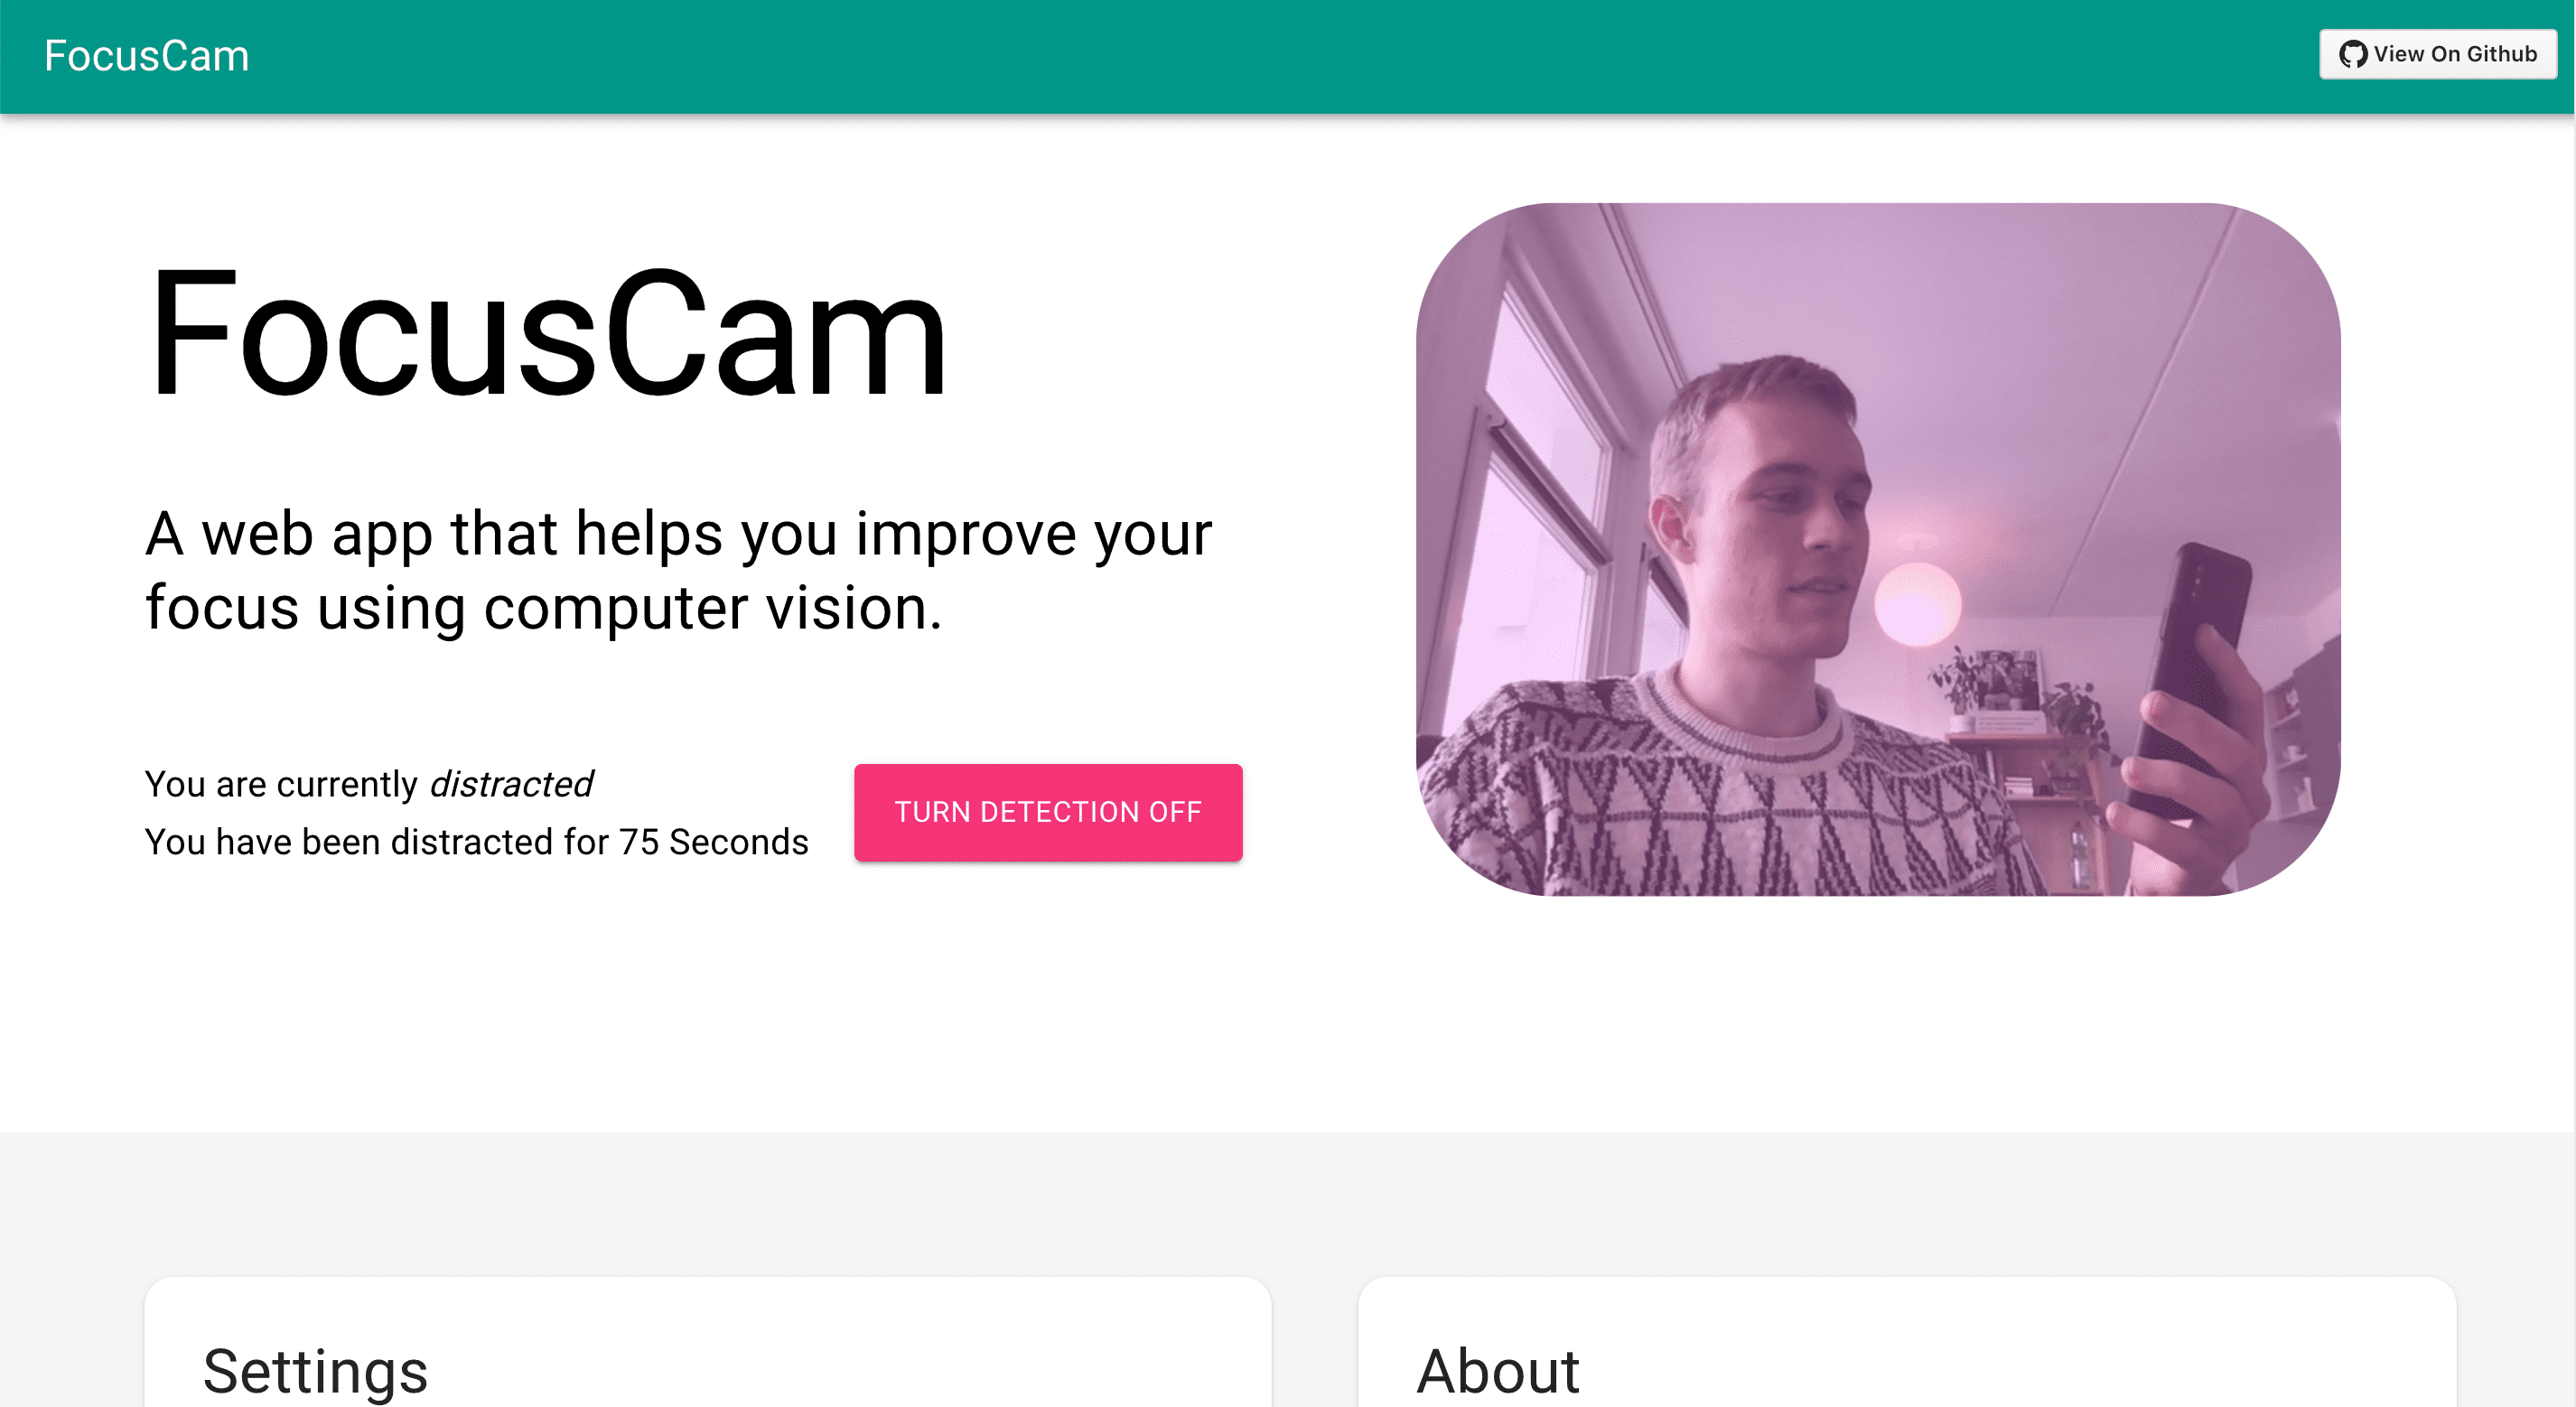 FocusCam
View On Github
FocusCam
A web app that helps you improve your
focus using computer vision.
You are currently distracted
You have been distracted for 75 Seconds
TURN DETECTION OFF
Settings
About